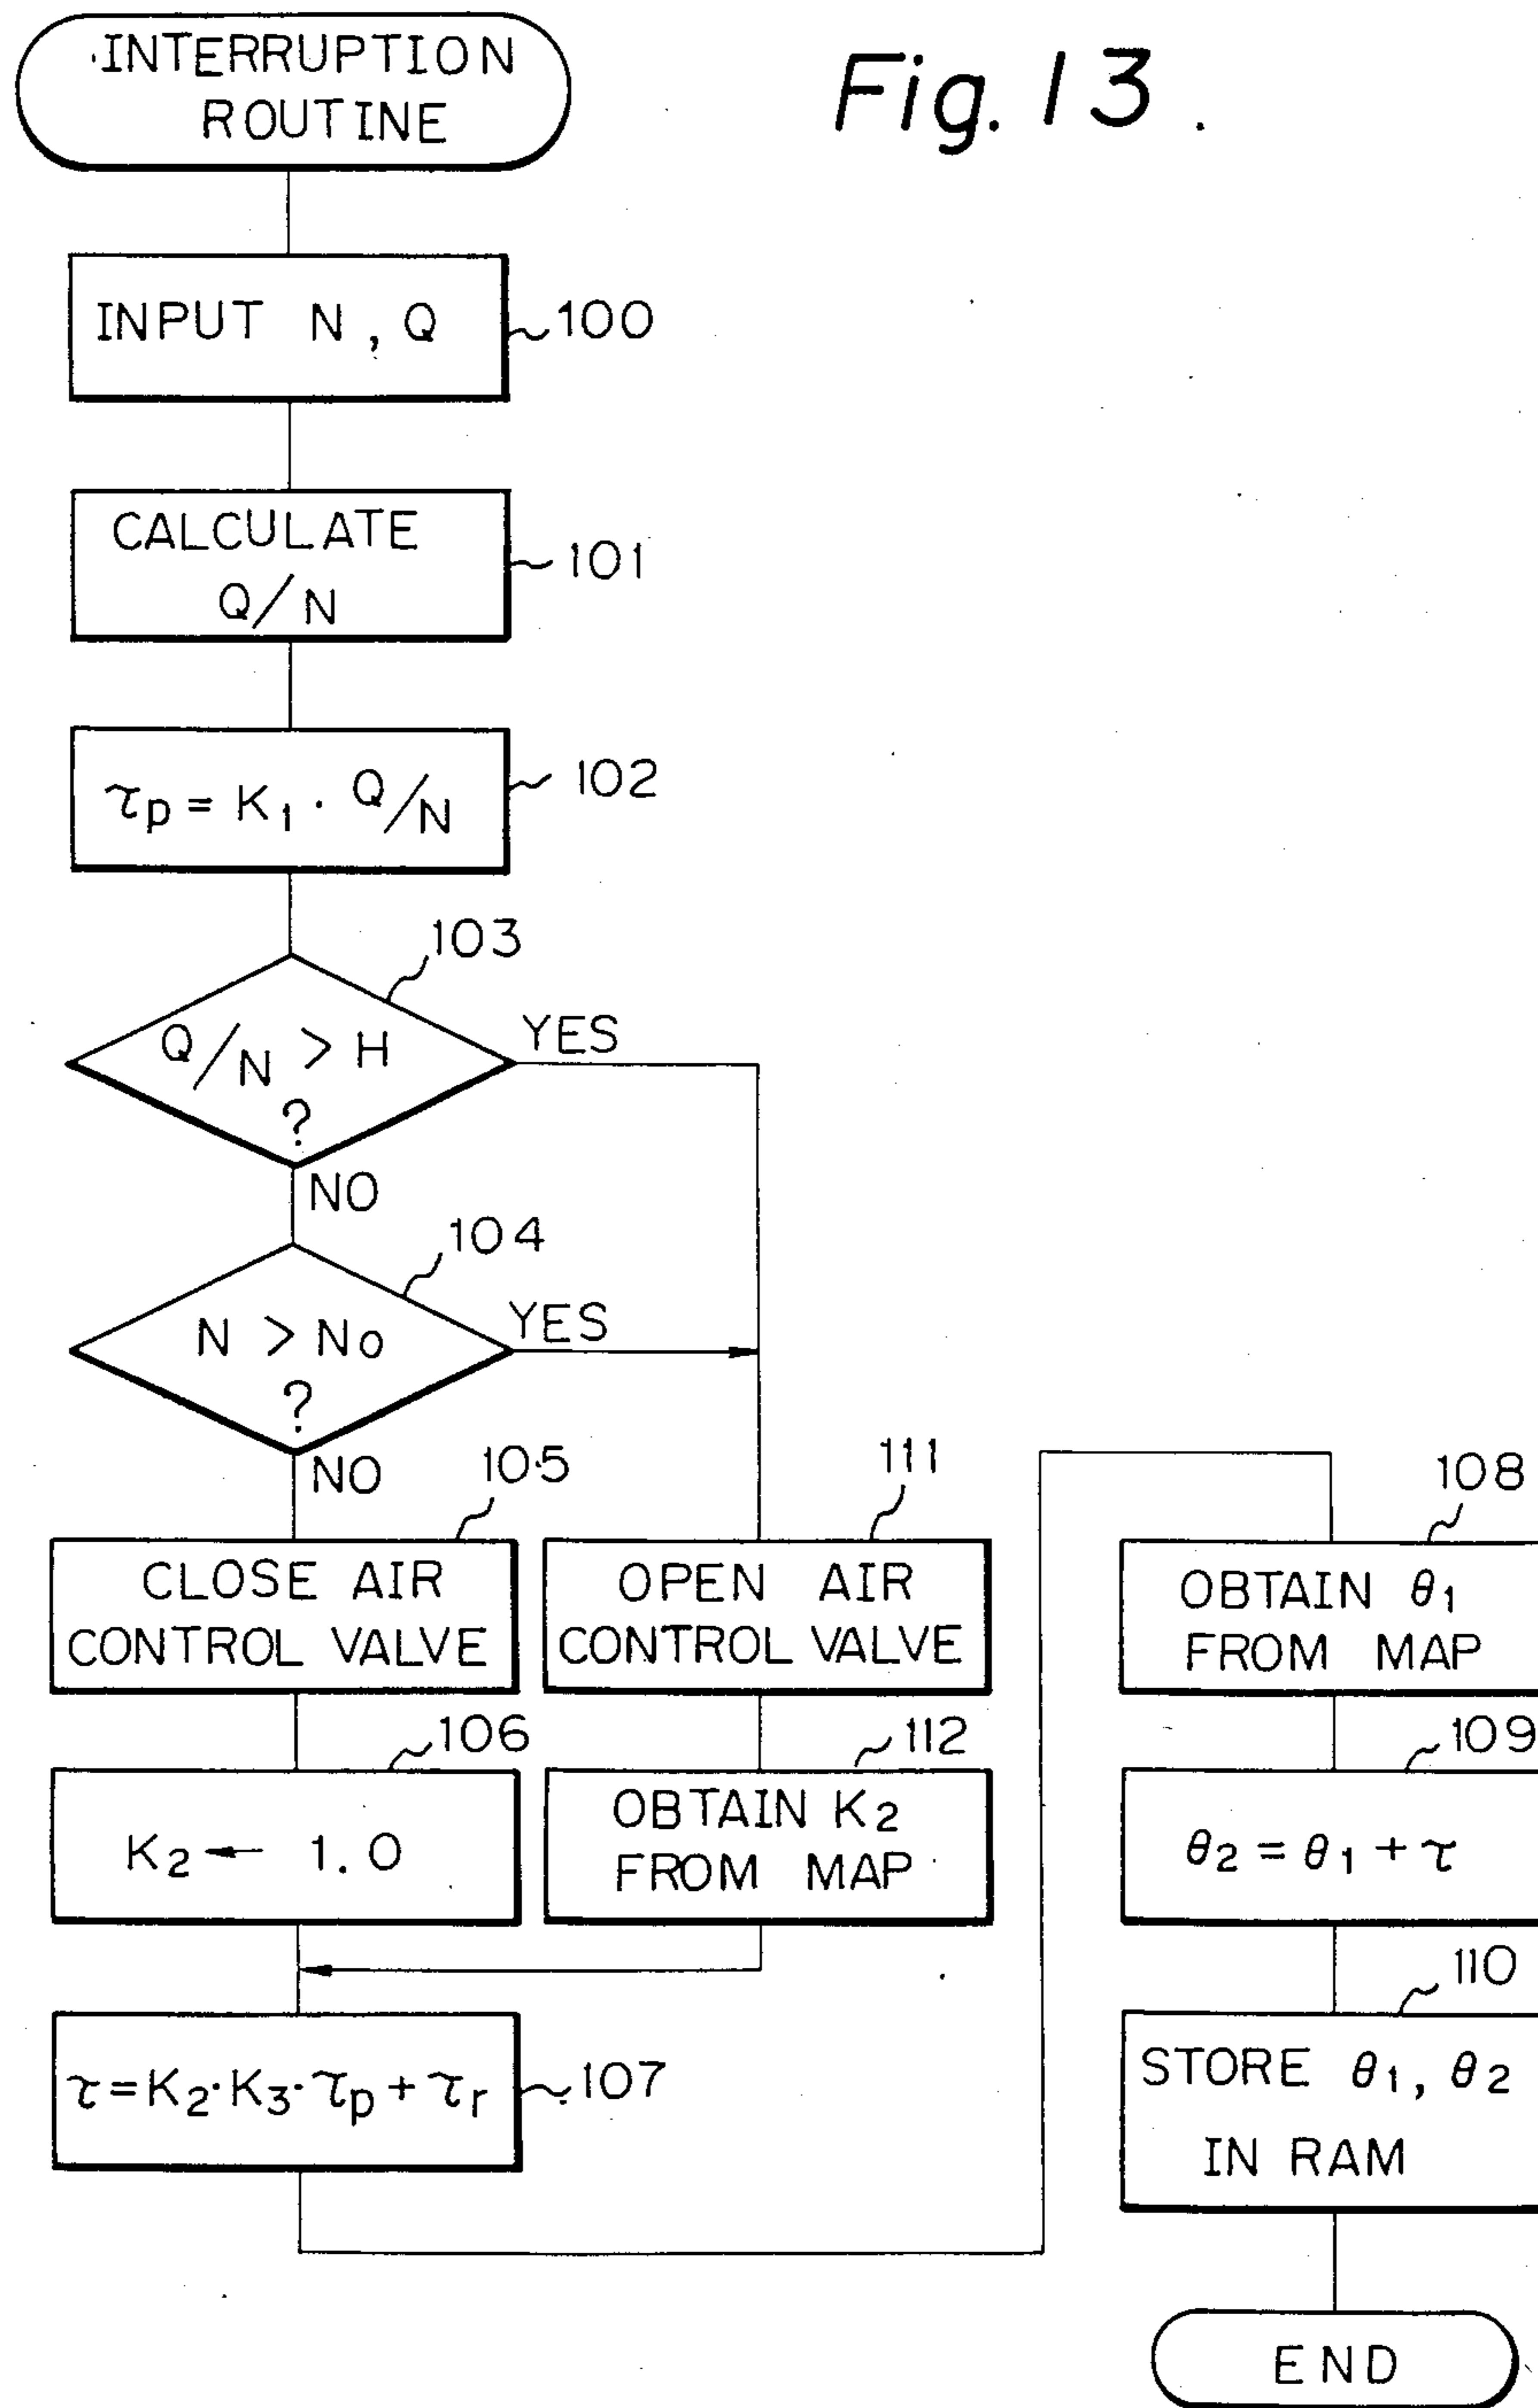 Fig. 13.
INTERRUPTION
ROUTINE
INPUT N, Q
100
CALCULATE
Q/N
101
τp = K1 · Q/N
102
103
Q/N > H
?
YES
NO
104
N > No
?
YES
NO
105
CLOSE AIR
CONTROL VALVE
106
K2 ← 1.0
111
OPEN AIR
CONTROL VALVE
112
OBTAIN K2
FROM MAP
τ = K2 · K3 · τp + τr
107
108
OBTAIN θ1
FROM MAP
109
θ2 = θ1 + τ
110
STORE θ1, θ2
IN RAM
END